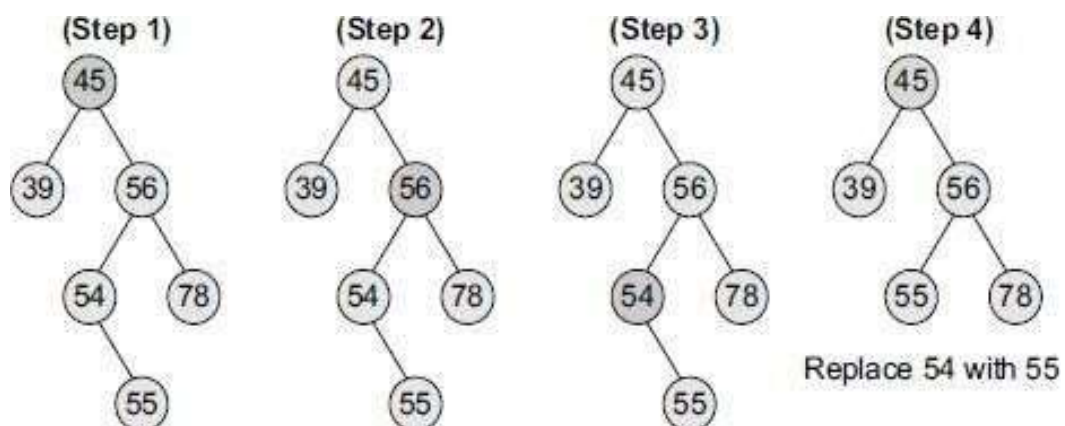 (Step 1) (Step 2) (Step 3) (Step 4)
45 45 45 45
39 56 39 56 39 56 39 56
54 78 54 78 54 78 55 78
Replace 54 with 55
55 55 55